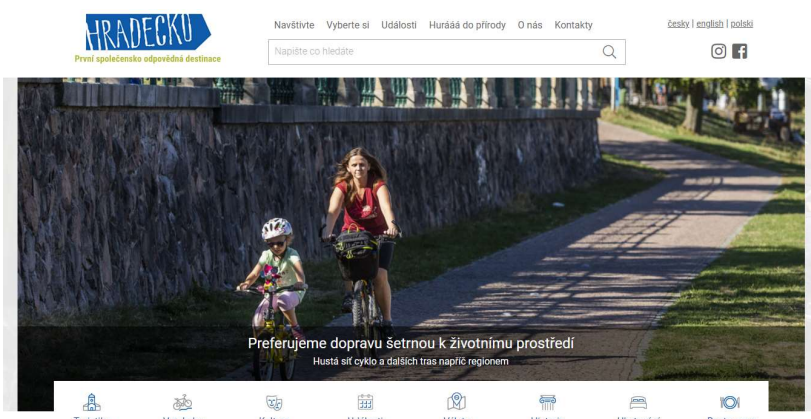 HRADECKO
První společensko odpovědná destinace
Navštivte Vyberte si Události Hurááá do přírody O nás Kontakty
česky | english | polski
Napište co hledáte
Preferujeme dopravu šetrnou k životnímu prostředí
Hustá síť cyklo a dalších tras napříč regionem